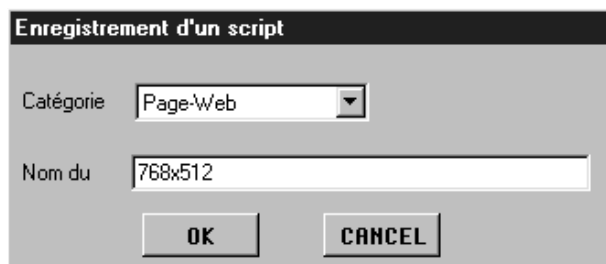 Enregistrement d'un script
Catégorie Page-Web
Nom du 768x512
OK CANCEL